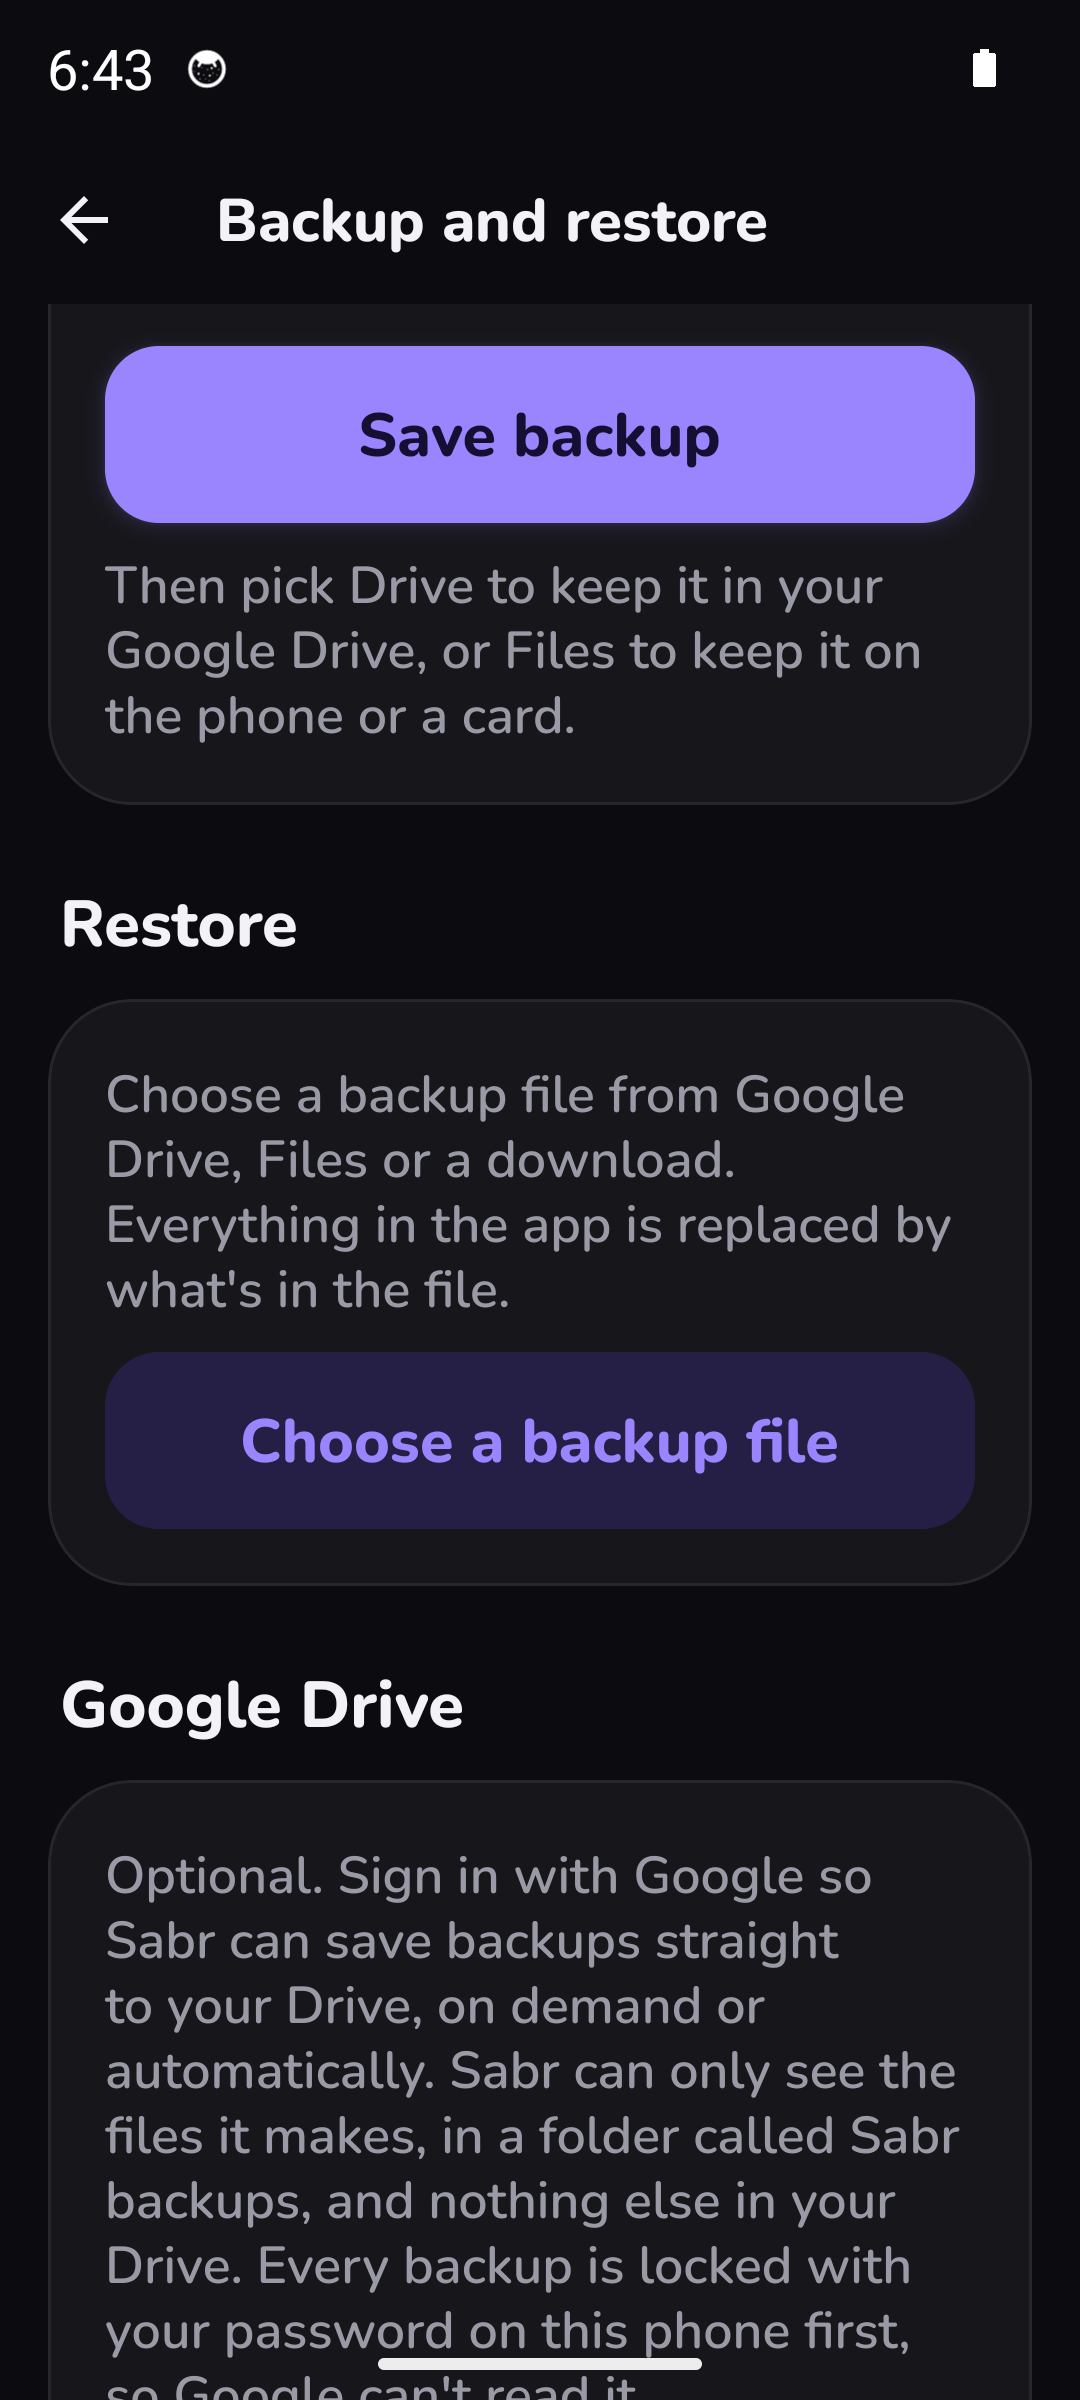 6:43
Backup and restore
Save backup
Then pick Drive to keep it in your
Google Drive, or Files to keep it on
the phone or a card.
Restore
Choose a backup file from Google
Drive, Files or a download.
Everything in the app is replaced by
what's in the file.
Choose a backup file
Google Drive
Optional. Sign in with Google so
Sabr can save backups straight
to your Drive, on demand or
automatically. Sabr can only see the
files it makes, in a folder called Sabr
backups, and nothing else in your
Drive. Every backup is locked with
your password on this phone first,
so Google can't read it.